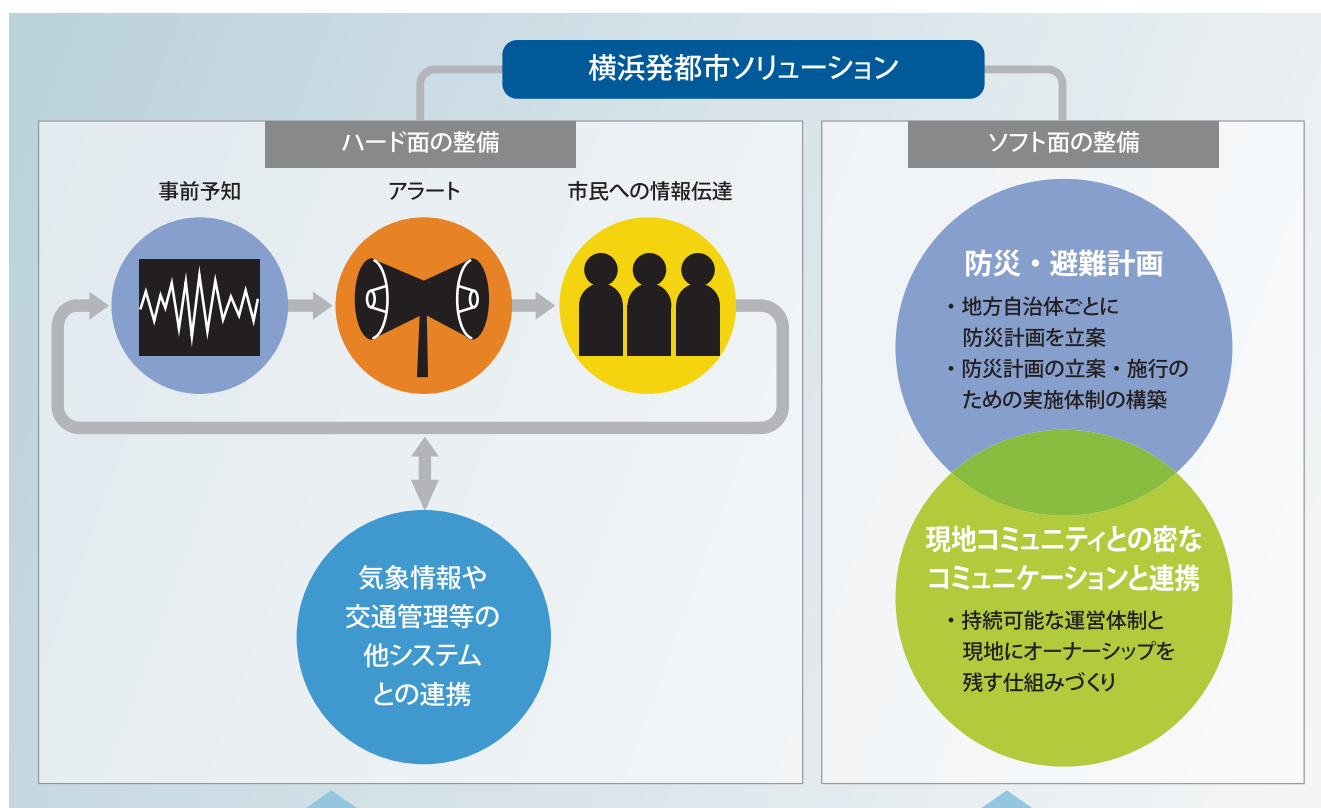 横浜発都市ソリューション
ハード面の整備
事前予知
アラート
市民への情報伝達
気象情報や
交通管理等の
他システム
との連携
ソフト面の整備
防災・避難計画
・地方自治体ごとに
防災計画を立案
・防災計画の立案・施行の
ための実施体制の構築
現地コミュニティとの密な
コミュニケーションと連携
・持続可能な運営体制と
現地にオーナーシップを
残す仕組みづくり